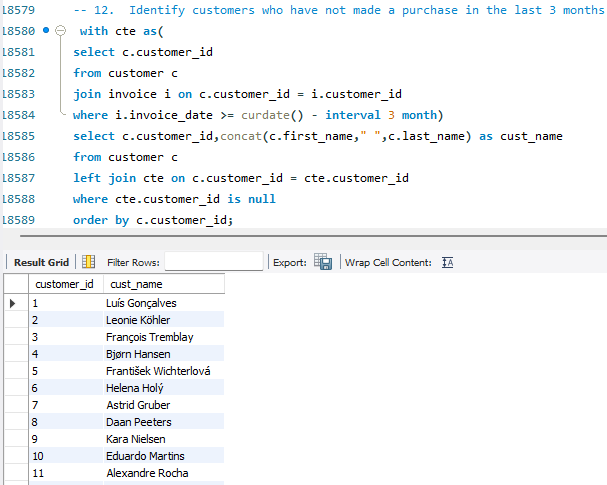 18579 -- 12. Identify customers who have not made a purchase in the last 3 months
18580 with cte as(
18581 select c.customer_id
18582 from customer c
18583 join invoice i on c.customer_id = i.customer_id
18584 where i.invoice_date >= curdate() - interval 3 month)
18585 select c.customer_id,concat(c.first_name," ",c.last_name) as cust_name
18586 from customer c
18587 left join cte on c.customer_id = cte.customer_id
18588 where cte.customer_id is null
18589 order by c.customer_id;
Result Grid Filter Rows: Export: Wrap Cell Content:
customer_id cust_name
1 Luís Gonçalves
2 Leonie Köhler
3 François Tremblay
4 Bjørn Hansen
5 František Wichterlová
6 Helena Holý
7 Astrid Gruber
8 Daan Peeters
9 Kara Nielsen
10 Eduardo Martins
11 Alexandre Rocha